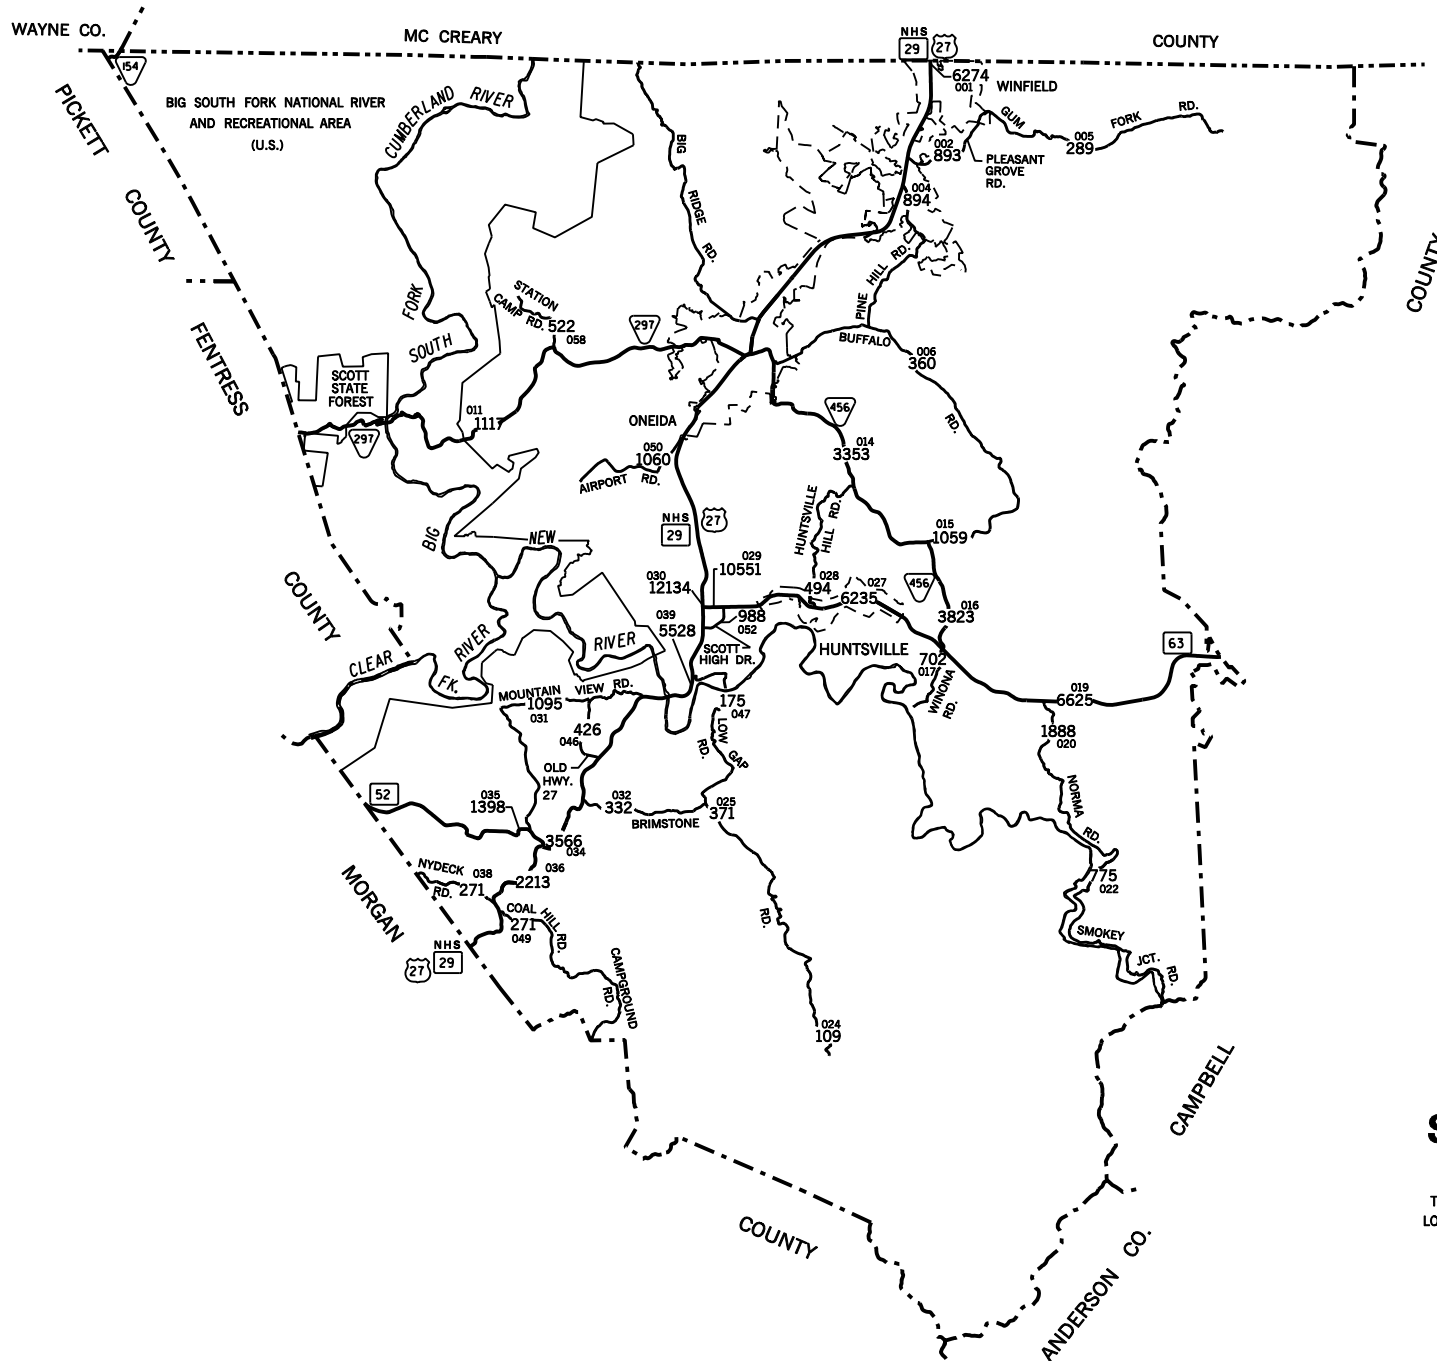 WAYNE CO.
MC CREARY
COUNTY
NHS
29
27
154
6274
001
WINFIELD
PICKETT
COUNTY
BIG SOUTH FORK NATIONAL RIVER
AND RECREATIONAL AREA
(U.S.)
CUMBERLAND RIVER
BIG
RIDGE
RD.
GUM
FORK
RD.
005
289
002
893
PLEASANT
GROVE
RD.
004
894
PINE HILL RD.
COUNTY
FENTRESS
FORK
SOUTH
STATION
CAMP RD.
522
058
297
BUFFALO
006
360
RD.
SCOTT
STATE
FOREST
297
011
1117
ONEIDA
456
014
3353
050
1060
AIRPORT RD.
NHS
29
27
HUNTSVILLE
HILL RD.
015
1059
BIG
NEW
029
10551
030
12134
028
494
027
6235
456
016
3823
COUNTY
039
5528
988
052
SCOTT
HIGH DR.
HUNTSVILLE
63
RIVER
RIVER
CLEAR
FK.
702
017
WINONA
RD.
MOUNTAIN VIEW RD.
1095
031
426
046
175
047
LOW
GAP
RD.
019
6625
1888
020
OLD
HWY.
27
52
035
1398
032
332
BRIMSTONE
025
371
NORMA
RD.
3566
034
036
2213
NYDECK
RD.
038
271
MORGAN
COAL
HILL
RD.
271
049
RD.
775
022
NHS
29
27
CAMPGROUND
RD.
SMOKEY
JCT.
RD.
024
109
CAMPBELL
COUNTY
ANDERSON CO.
S
T
LO